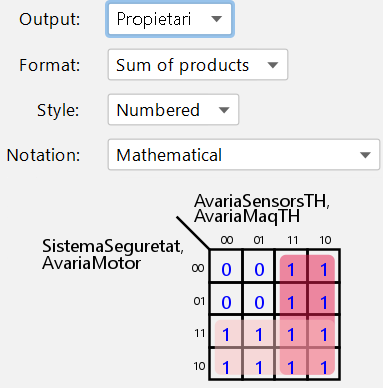 Output: Propietari
Format: Sum of products
Style: Numbered
Notation: Mathematical
AvariaSensorsTH,
AvariaMaqTH
SistemaSeguretat,
AvariaMotor
00 01 11 10
00 0 0 1 1
01 0 0 1 1
11 1 1 1 1
10 1 1 1 1